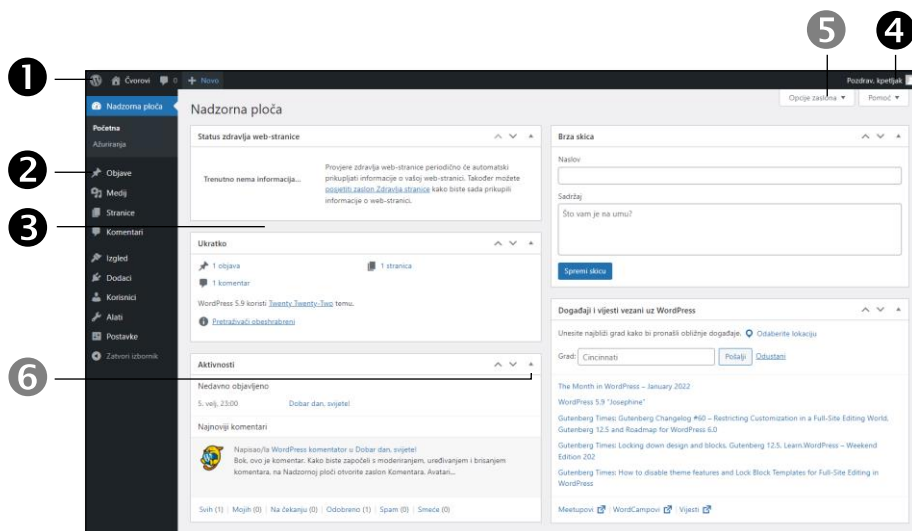 5 4
1
Ćvorovi 0 + Novo Pozdrav, kpetljak
Nadzorna ploča
Opcije zaslona ▼ Pomoć ▼
Nadzorna ploča
Početna
Ažuriranja
2
Objave
Mediji
3
Stranice
Komentari
Izgled
Dodaci
Korisnici
Alati
Postavke
Zatvori izbornik
6
Status zdravlja web-stranice
Trenutno nema informacija...
Provjere zdravlja web-stranice periodično će automatski
prikupljati informacije o vašoj web-stranici. Također možete
posjetiti zaslon Zdravlja stranice kako biste sada prikupili
informacije o web-stranici.
Ukratko
1 objava 1 stranica
1 komentar
WordPress 5.9 koristi Twenty Twenty-Two temu.
Pretraživači obeshrabreni
Aktivnosti
Nedavno objavljeno
5. velj, 23:00 Dobar dan, svijete!
Najnoviji komentari
Napisao/la WordPress komentator u Dobar dan, svijete!
Bok, ovo je komentar. Kako biste započeli s moderiranjem, uređivanjem i brisanjem
komentara, na Nadzornoj ploči otvorite zaslon Komentara. Avatari...
Svih (1) | Mojih (0) | Na čekanju (0) | Odobreno (1) | Spam (0) | Smeće (0)
Brza skica
Naslov
Sadržaj
Što vam je na umu?
Spremi skicu
Događaji i vijesti vezani uz WordPress
Unesite najbliži grad kako bi pronašli obližnje događaje. Odaberite lokaciju
Grad: Cincinnati Pošalji Odustani
The Month in WordPress – January 2022
WordPress 5.9 "Josephine"
Gutenberg Times: Gutenberg Changelog #60 – Restricting Customization in a Full-Site Editing World,
Gutenberg 12.5 and Roadmap for WordPress 6.0
Gutenberg Times: Locking down design and blocks, Gutenberg 12.5, Learn.WordPress – Weekend
Edition 202
Gutenberg Times: How to disable theme features and Lock Block Templates for Full-Site Editing in
WordPress
Meetupovi | WordCampovi | Vijesti